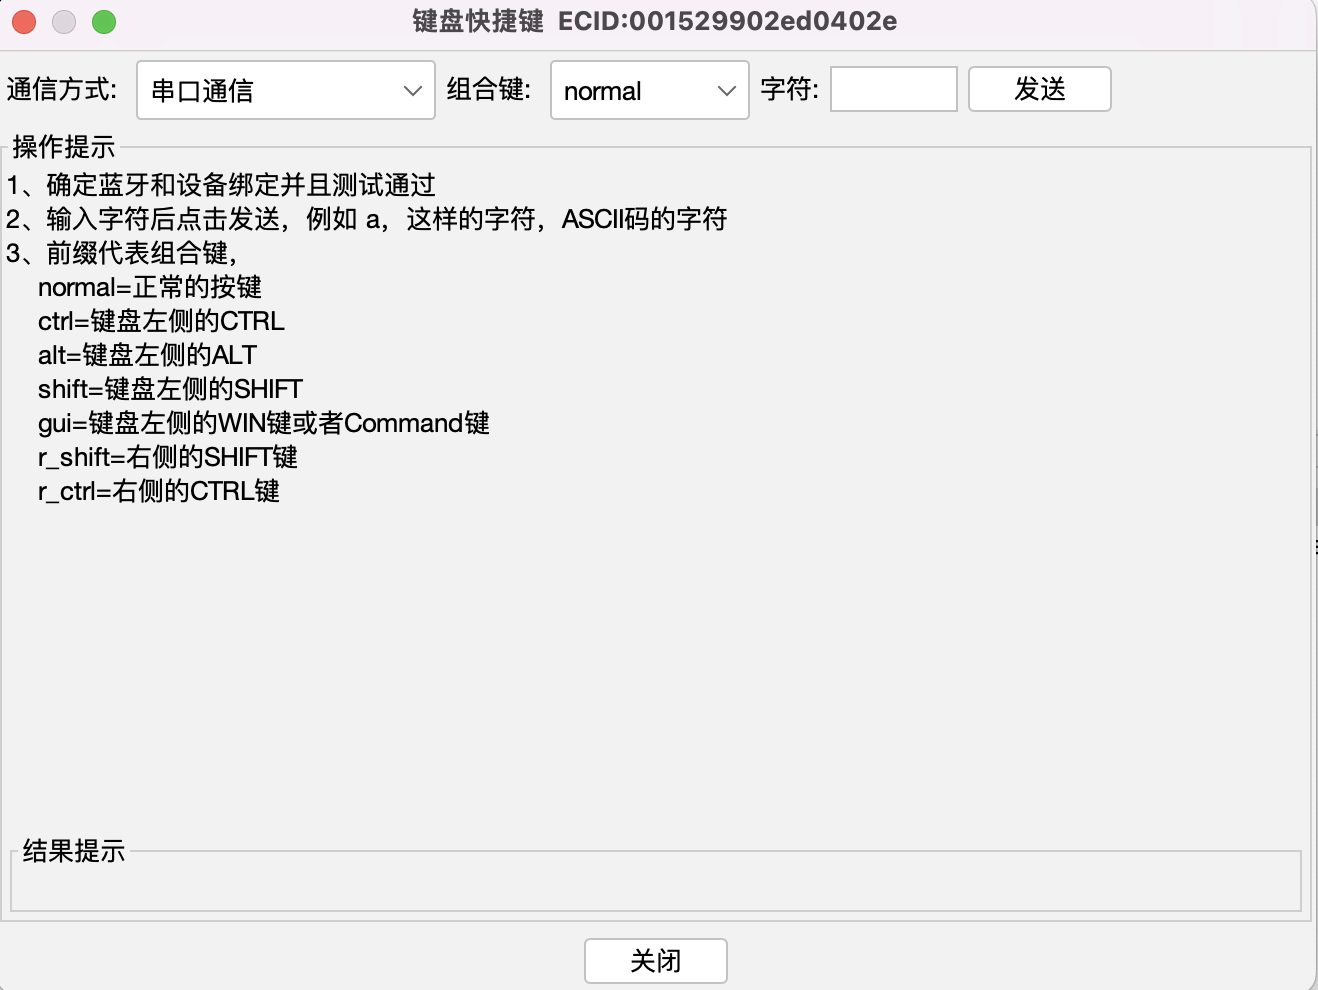 键盘快捷键 ECID:001529902ed0402e
通信方式: 串口通信 组合键: normal 字符: 发送
操作提示
1、确定蓝牙和设备绑定并且测试通过
2、输入字符后点击发送，例如 a，这样的字符，ASCII码的字符
3、前缀代表组合键，
normal=正常的按键
ctrl=键盘左侧的CTRL
alt=键盘左侧的ALT
shift=键盘左侧的SHIFT
gui=键盘左侧的WIN键或者Command键
r_shift=右侧的SHIFT键
r_ctrl=右侧的CTRL键
结果提示
关闭